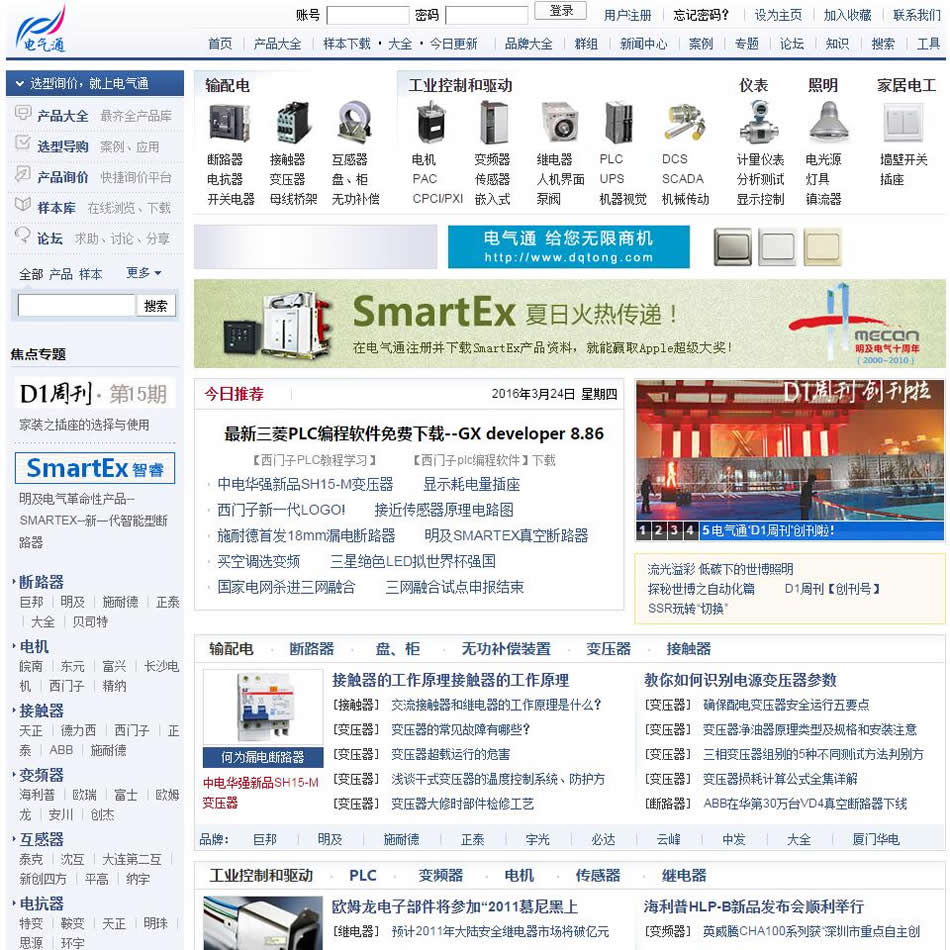 电气通
账号 密码 登录 用户注册 忘记密码? 设为主页 加入收藏 联系我们
首页 产品大全 样本下载·大全·今日更新 品牌大全 群组 新闻中心 案例 专题 论坛 知识 搜索 工具
选型询价，就上电气通
产品大全 最齐全产品库
选型导购 案例、应用
产品询价 快捷询价平台
样本库 在线浏览、下载
论坛 求助、讨论、分享
全部 产品 样本 更多
搜索
焦点专题
D1周刊·第15期
家装之插座的选择与使用
SmartEx 智睿
明及电气革命性产品--
SMARTEX--新一代智能型断
路器
断路器
巨邦 明及 施耐德 正泰
大全 贝司特
电机
皖南 东元 富兴 长沙电
机 西门子 精纳
接触器
天正 德力西 西门子 正
泰 ABB 施耐德
变频器
海利普 欧瑞 富士 欧姆
龙 安川 创杰
互感器
泰克 沈互 大连第二互
新创四方 平高 纳宇
电抗器
特变 鞍变 天正 明珠
思源 环宇
输配电 工业控制和驱动 仪表 照明 家居电工
断路器 接触器 互感器 电机 变频器 继电器 PLC DCS 计量仪表 电光源 墙壁开关
电抗器 变压器 盘、柜 PAC 传感器 人机界面 UPS SCADA 分析测试 灯具 插座
开关电器 母线桥架 无功补偿 CPCI/PXI 嵌入式 泵阀 机器视觉 机械传动 显示控制 镇流器
电气通 给您无限商机
http://www.dqtong.com
SmartEx 夏日火热传递！
在电气通注册并下载SmartEx产品资料，就能赢取Apple超级大奖！
MECON
明及电气十周年
(2000-2010)
今日推荐 2016年3月24日 星期四
最新三菱PLC编程软件免费下载--GX developer 8.86
【西门子PLC教程学习】 【西门子plc编程软件】下载
中电华强新品SH15-M变压器 显示耗电量插座
西门子新一代LOGO! 接近传感器原理电路图
施耐德首发18mm漏电断路器 明及SMARTEX真空断路器
买空调选变频 三星绝色LED拟世界杯强国
国家电网杀进三网融合 三网融合试点申报结束
D1周刊 创刊啦
1 2 3 4 5 电气通'D1周刊'创刊啦!
流光溢彩 低碳下的世博照明
探秘世博之自动化篇 D1周刊【创刊号】
SSR玩转“切换”
输配电 断路器 盘、柜 无功补偿装置 变压器 接触器
何为漏电断路器
中电华强新品SH15-M
变压器
接触器的工作原理接触器的工作原理
[接触器] 交流接触器和继电器的工作原理是什么?
[变压器] 变压器的常见故障有哪些?
[变压器] 变压器超载运行的危害
[变压器] 浅谈干式变压器的温度控制系统、防护方
[变压器] 变压器大修时部件检修工艺
教你如何识别电源变压器参数
[变压器] 确保配电变压器安全运行五要点
[变压器] 变压器净油器原理类型及规格和安装注意
[变压器] 三相变压器组别的5种不同测试方法判别方
[变压器] 变压器损耗计算公式全集详解
[断路器] ABB在华第30万台VD4真空断路器下线
品牌: 巨邦 明及 施耐德 正泰 宇光 必达 云峰 中发 大全 厦门华电
工业控制和驱动 PLC 变频器 电机 传感器 继电器
欧姆龙电子部件将参加“2011慕尼黑上
[继电器] 预计2011年大陆安全继电器市场将破亿元
海利普HLP-B新品发布会顺利举行
[变频器] 英威腾CHA100系列获“深圳市重点自主创